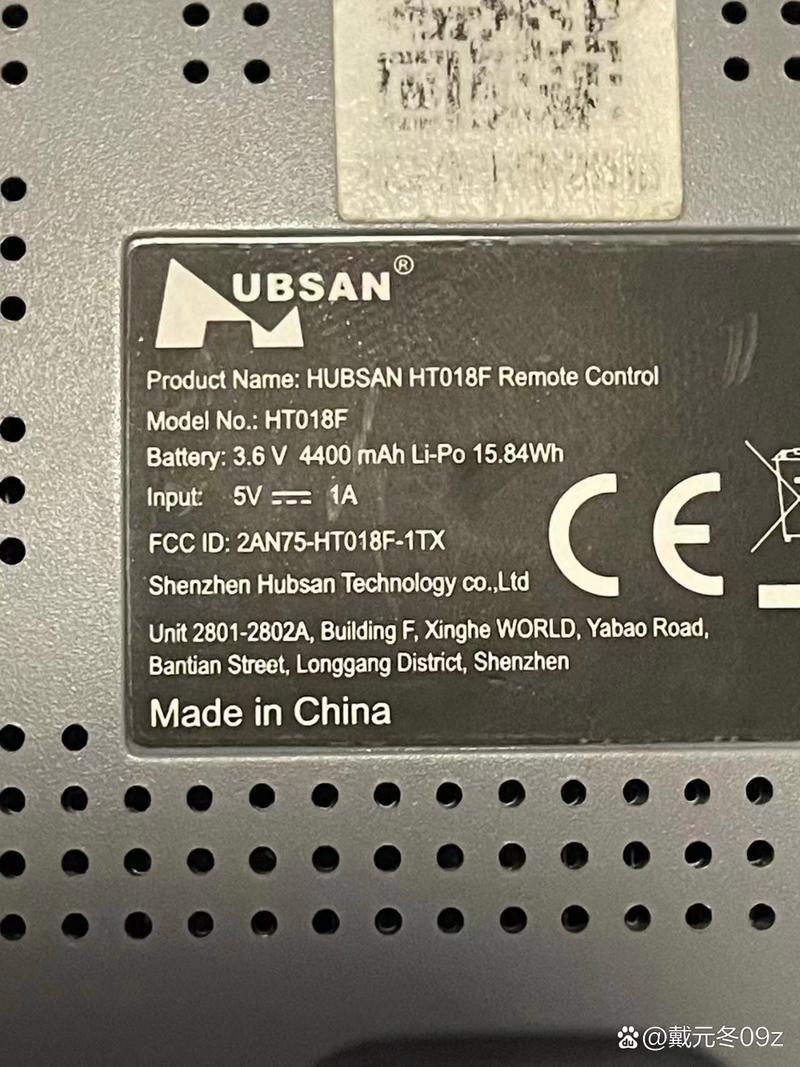 HUBSAN®
Product Name: HUBSAN HT018F Remote Control
Model No.: HT018F
Battery: 3.6 V 4400 mAh Li-Po 15.84Wh
Input: 5V ⎓ 1A
FCC ID: 2AN75-HT018F-1TX
Shenzhen Hubsan Technology co.,Ltd
Unit 2801-2802A, Building F, Xinghe WORLD, Yabao Road,
Bantian Street, Longgang District, Shenzhen
Made in China
CE
du @戴元冬09z